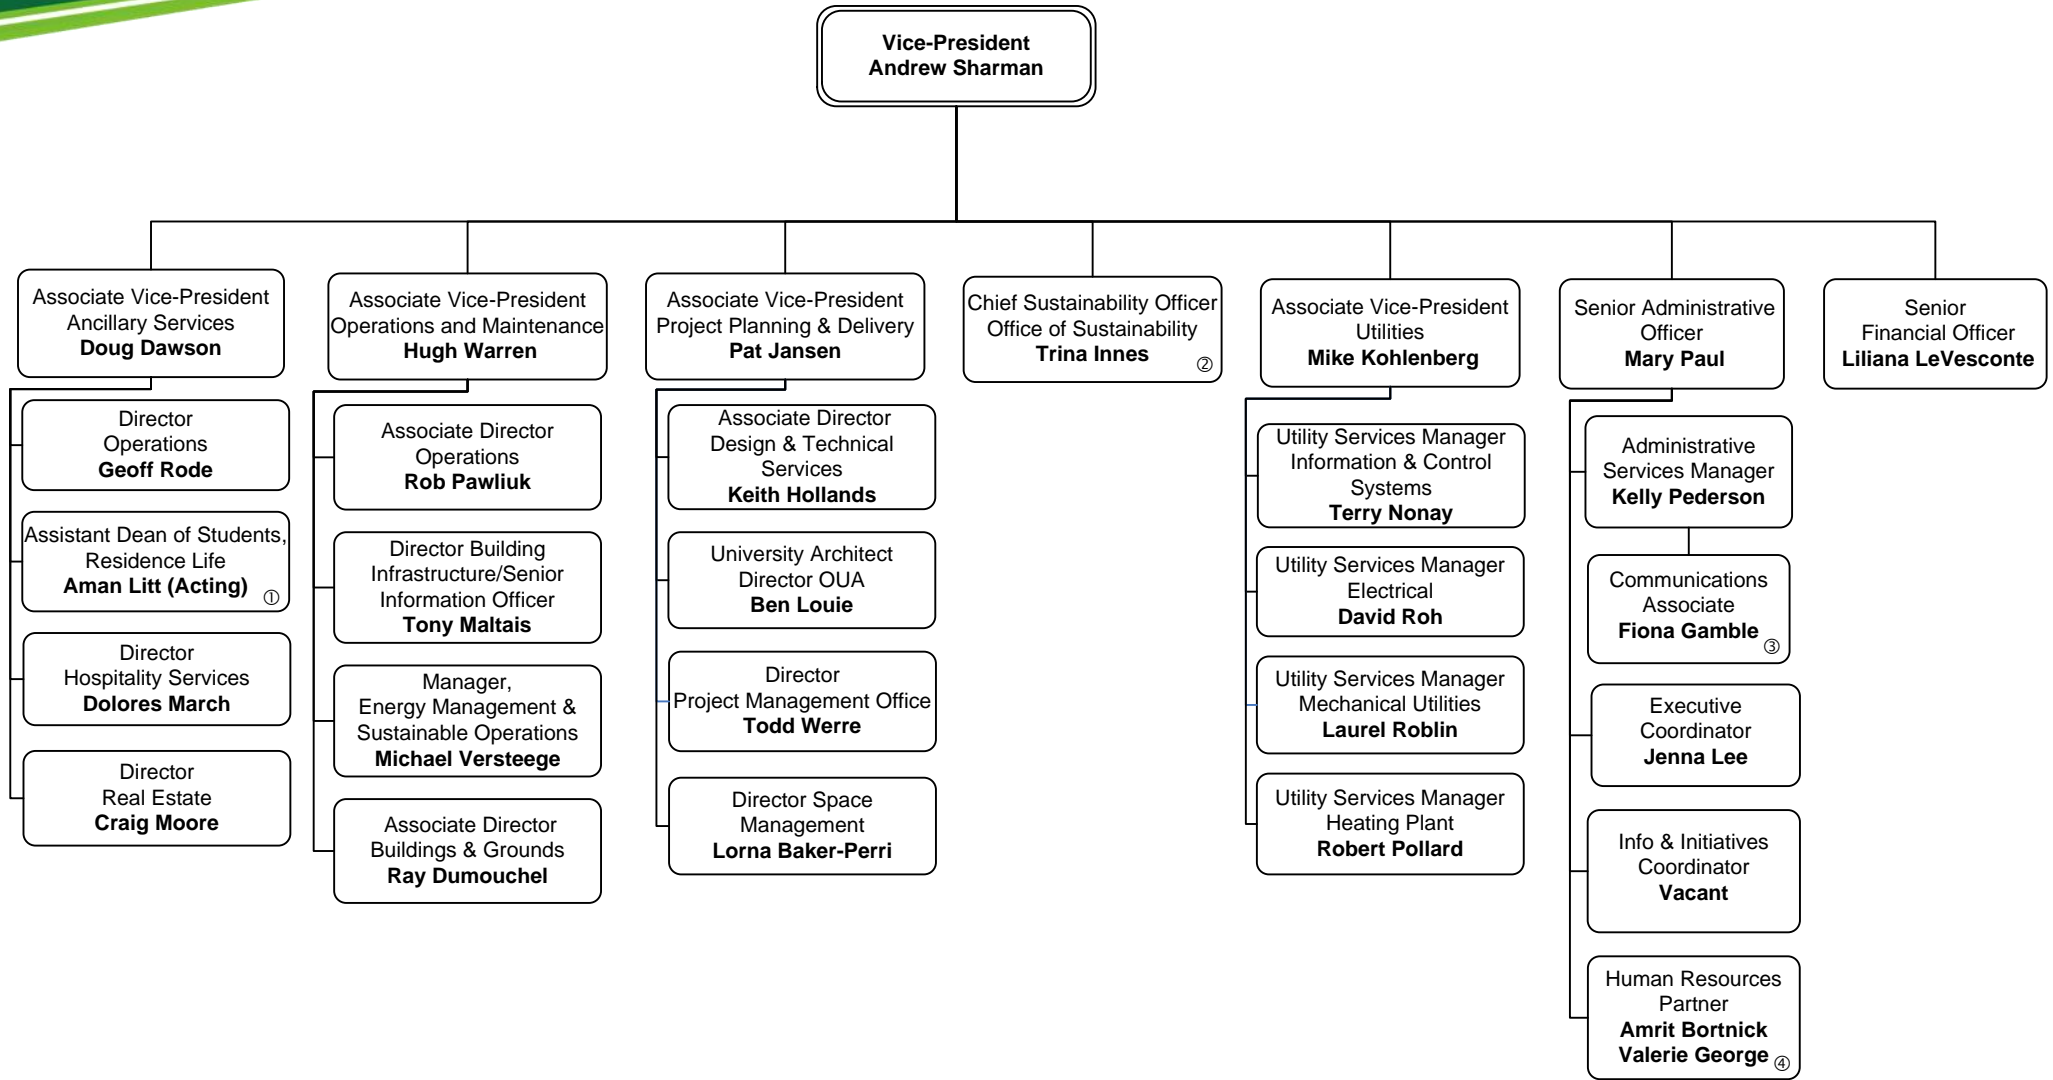 Vice-President
Andrew Sharman
Associate Vice-President
Ancillary Services
Doug Dawson
Director
Operations
Geoff Rode
Assistant Dean of Students,
Residence Life
Aman Litt (Acting)
①
Director
Hospitality Services
Dolores March
Director
Real Estate
Craig Moore
Associate Vice-President
Operations and Maintenance
Hugh Warren
Associate Director
Operations
Rob Pawliuk
Director Building
Infrastructure/Senior
Information Officer
Tony Maltais
Manager,
Energy Management &
Sustainable Operations
Michael Versteege
Associate Director
Buildings & Grounds
Ray Dumouchel
Associate Vice-President
Project Planning & Delivery
Pat Jansen
Associate Director
Design & Technical
Services
Keith Hollands
University Architect
Director OUA
Ben Louie
Director
Project Management Office
Todd Werre
Director Space
Management
Lorna Baker-Perri
Chief Sustainability Officer
Office of Sustainability
Trina Innes
②
Associate Vice-President
Utilities
Mike Kohlenberg
Utility Services Manager
Information & Control
Systems
Terry Nonay
Utility Services Manager
Electrical
David Roh
Utility Services Manager
Mechanical Utilities
Laurel Roblin
Utility Services Manager
Heating Plant
Robert Pollard
Senior Administrative
Officer
Mary Paul
Administrative
Services Manager
Kelly Pederson
Communications
Associate
Fiona Gamble
③
Executive
Coordinator
Jenna Lee
Info & Initiatives
Coordinator
Vacant
Human Resources
Partner
Amrit Bortnick
Valerie George ④
Senior
Financial Officer
Liliana LeVesconte